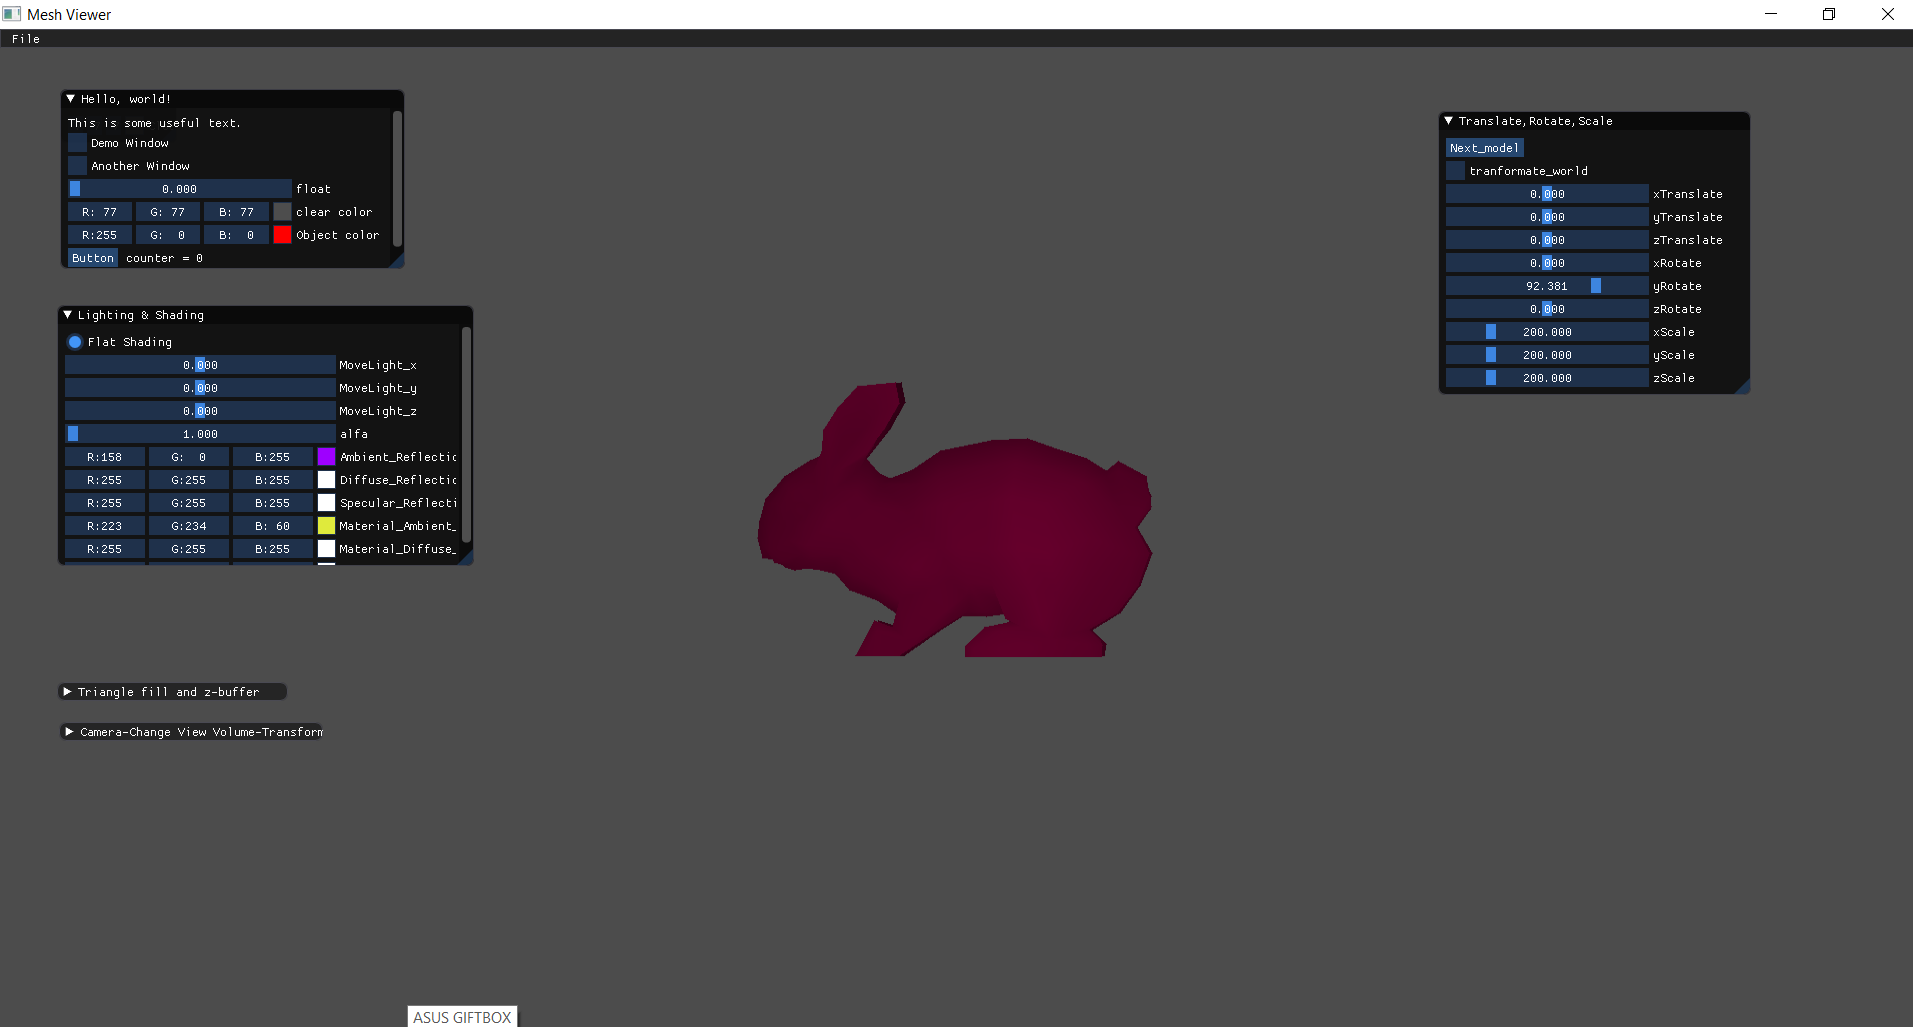 Mesh Viewer
File
Hello, world!
This is some useful text.
Demo Window
Another Window
0.000 float
R: 77 G: 77 B: 77 clear color
R:255 G: 0 B: 0 Object color
Button counter = 0
Lighting & Shading
Flat Shading
0.000 MoveLight_x
0.000 MoveLight_y
0.000 MoveLight_z
1.000 alfa
R:158 G: 0 B:255 Ambient_Reflectic
R:255 G:255 B:255 Diffuse_Reflectic
R:255 G:255 B:255 Specular_Reflecti
R:223 G:234 B: 60 Material_Ambient_
R:255 G:255 B:255 Material_Diffuse_
Triangle fill and z-buffer
Camera-Change View Volume-Transform
Translate,Rotate,Scale
Next_model
tranformate_world
0.000 xTranslate
0.000 yTranslate
0.000 zTranslate
0.000 xRotate
92.381 yRotate
0.000 zRotate
200.000 xScale
200.000 yScale
200.000 zScale
ASUS GIFTBOX